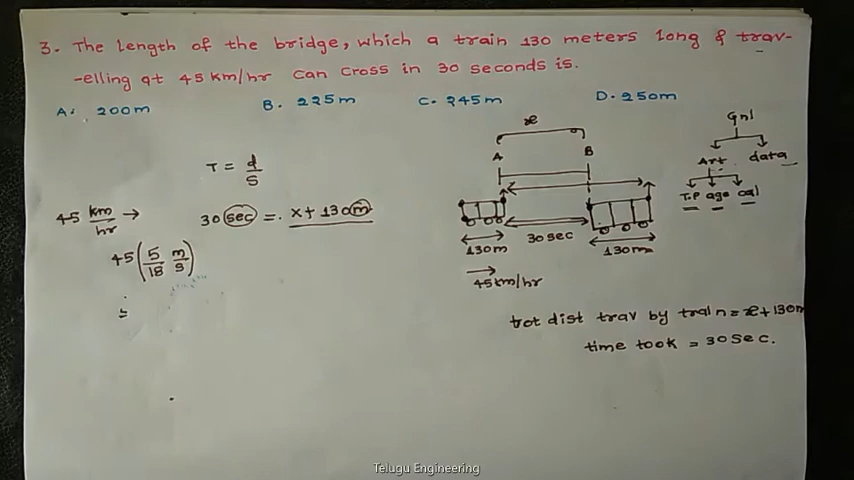 3. The length of the bridge, which a train 130 meters long & trav-
-elling at 45 km/hr can cross in 30 seconds is.
A. 200m B. 225m C. 245m D. 250m
x
A B
Gnl
Art data
T.P age cal
T = d/s
45 km/hr →
30 sec = x + 130m
45 (5/18 m/s)
=
130m 30 sec 130m
→
45 km/hr
tot dist trav by train = x + 130m
time took = 30 sec.
Telugu Engineering